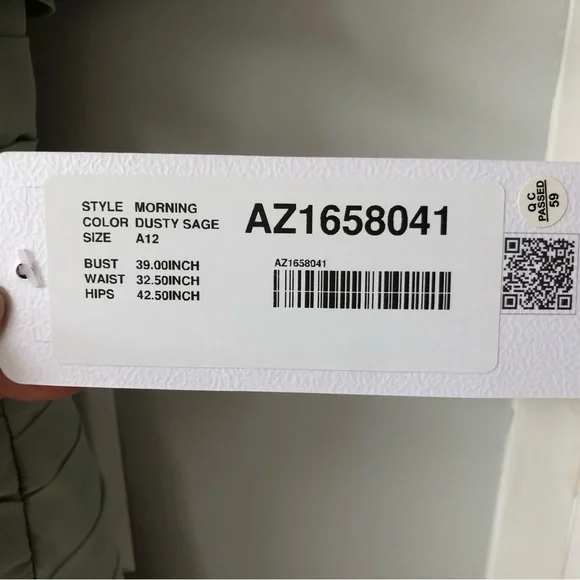 STYLE MORNING
COLOR DUSTY SAGE
SIZE A12
BUST 39.00INCH
WAIST 32.50INCH
HIPS 42.50INCH
AZ1658041
AZ1658041
QC
PASSED
59